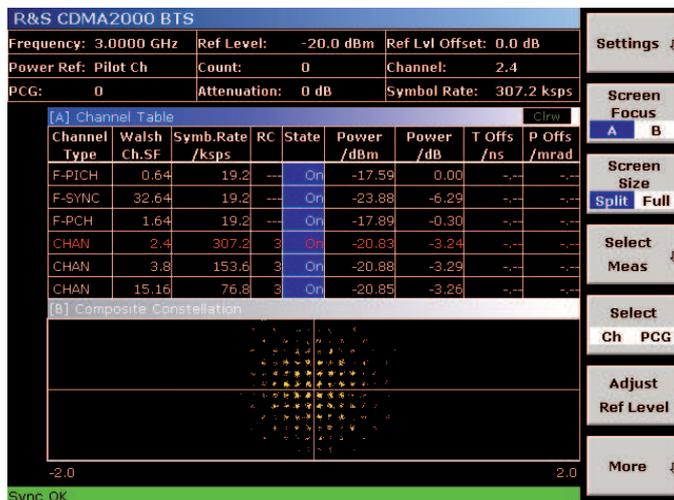 R&S CDMA2000 BTS
Frequency: 3.0000 GHz Ref Level: -20.0 dBm Ref Lvl Offset: 0.0 dB
Power Ref: Pilot Ch Count: 0 Channel: 2.4
PCG: 0 Attenuation: 0 dB Symbol Rate: 307.2 ksps
[A] Channel Table Clrw
Channel Walsh Symb.Rate RC State Power Power T Offs P Offs
Type Ch.SF /ksps /dBm /dB /ns /mrad
F-PICH 0.64 19.2 --- On -17.59 0.00 -.-- -.--
F-SYNC 32.64 19.2 --- On -23.88 -6.29 -.-- -.--
F-PCH 1.64 19.2 --- On -17.89 -0.30 -.-- -.--
CHAN 2.4 307.2 3 On -20.83 -3.24 -.-- -.--
CHAN 3.8 153.6 3 On -20.88 -3.29 -.-- -.--
CHAN 15.16 76.8 3 On -20.85 -3.26 -.-- -.--
[B] Composite Constellation
-2.0 2.0
Sync OK
Settings
Screen
Focus
A B
Screen
Size
Split Full
Select
Meas
Select
Ch PCG
Adjust
Ref Level
More